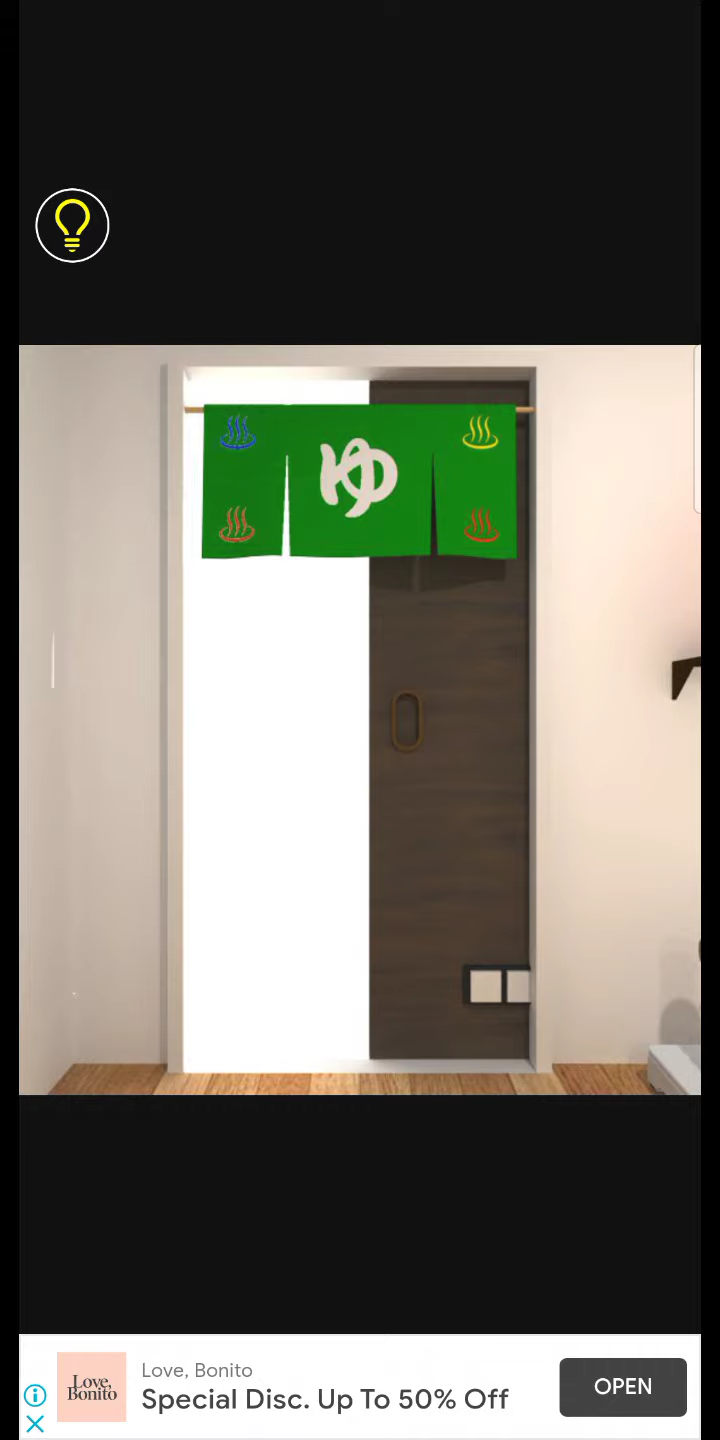 ゆ
Love,
Bonito
Love, Bonito
Special Disc. Up To 50% Off
OPEN